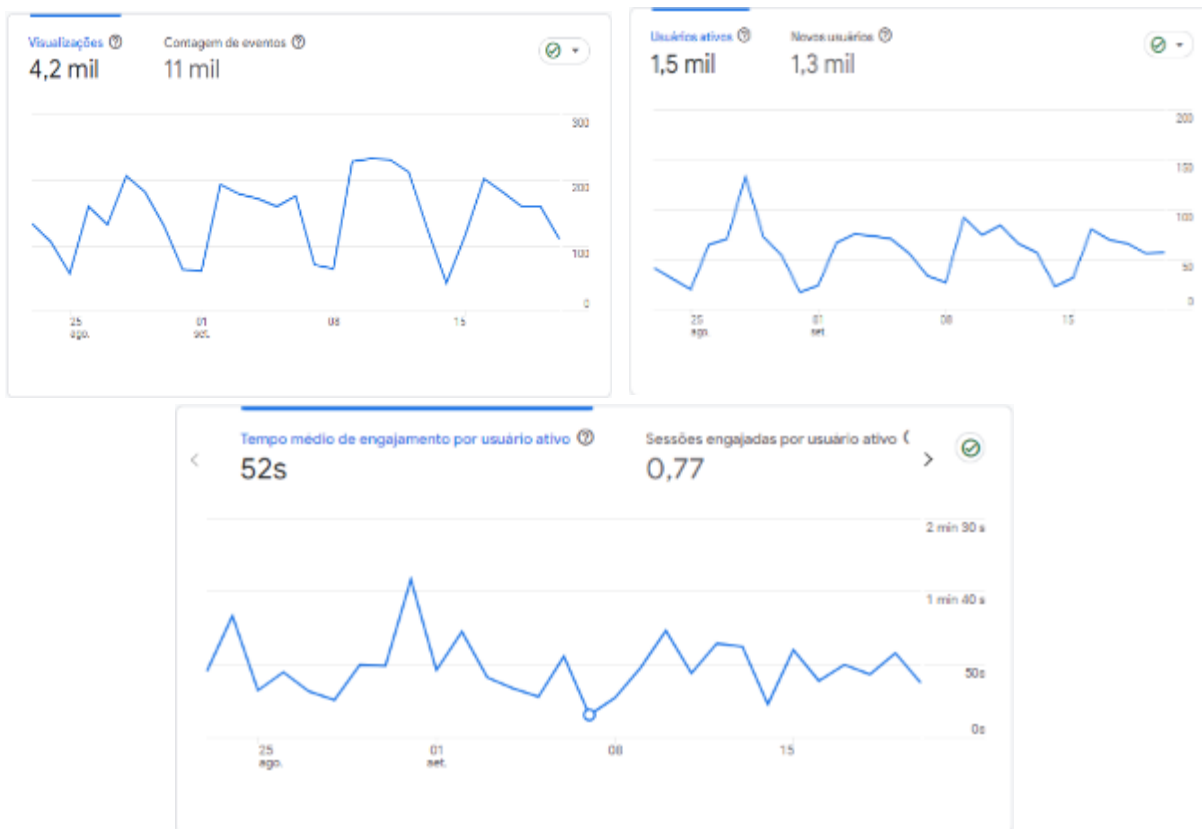 Visualizações
Contagem de eventos
4,2 mil
11 mil
300
200
100
0
25
ago.
01
set.
08
15
Usuários ativos
Novos usuários
1,5 mil
1,3 mil
200
150
100
50
0
25
ago.
01
set.
08
15
Tempo médio de engajamento por usuário ativo
Sessões engajadas por usuário ativo
52s
0,77
2 min 30 s
1 min 40 s
50s
0s
25
ago.
01
set.
08
15